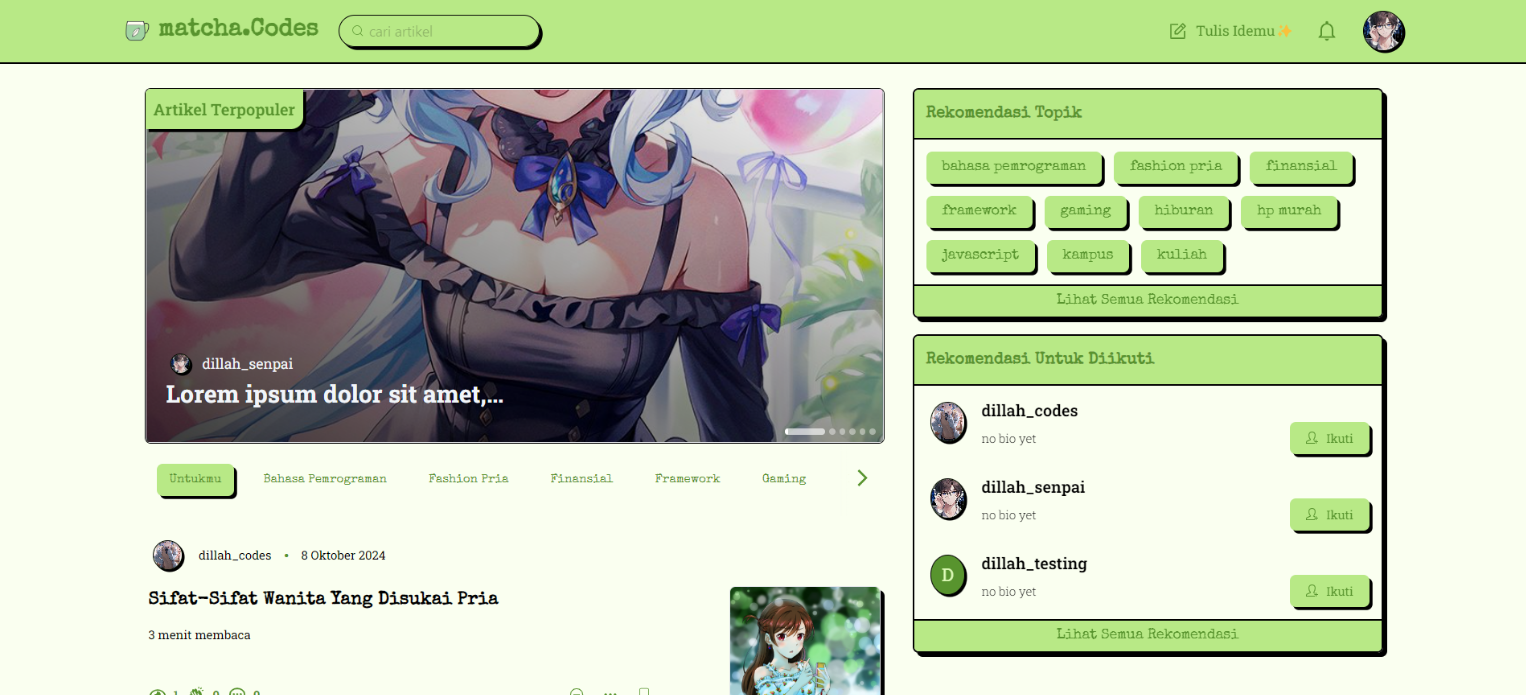 matcha.Codes
cari artikel
Tulis Idemu✨
Artikel Terpopuler
dillah_senpai
Lorem ipsum dolor sit amet,...
Untukmu
Bahasa Pemrograman
Fashion Pria
Finansial
Framework
Gaming
dillah_codes • 8 Oktober 2024
Sifat-Sifat Wanita Yang Disukai Pria
3 menit membaca
1 0 0
Rekomendasi Topik
bahasa pemrograman
fashion pria
finansial
framework
gaming
hiburan
hp murah
javascript
kampus
kuliah
Lihat Semua Rekomendasi
Rekomendasi Untuk Diikuti
dillah_codes
no bio yet
Ikuti
dillah_senpai
no bio yet
Ikuti
D
dillah_testing
no bio yet
Ikuti
Lihat Semua Rekomendasi